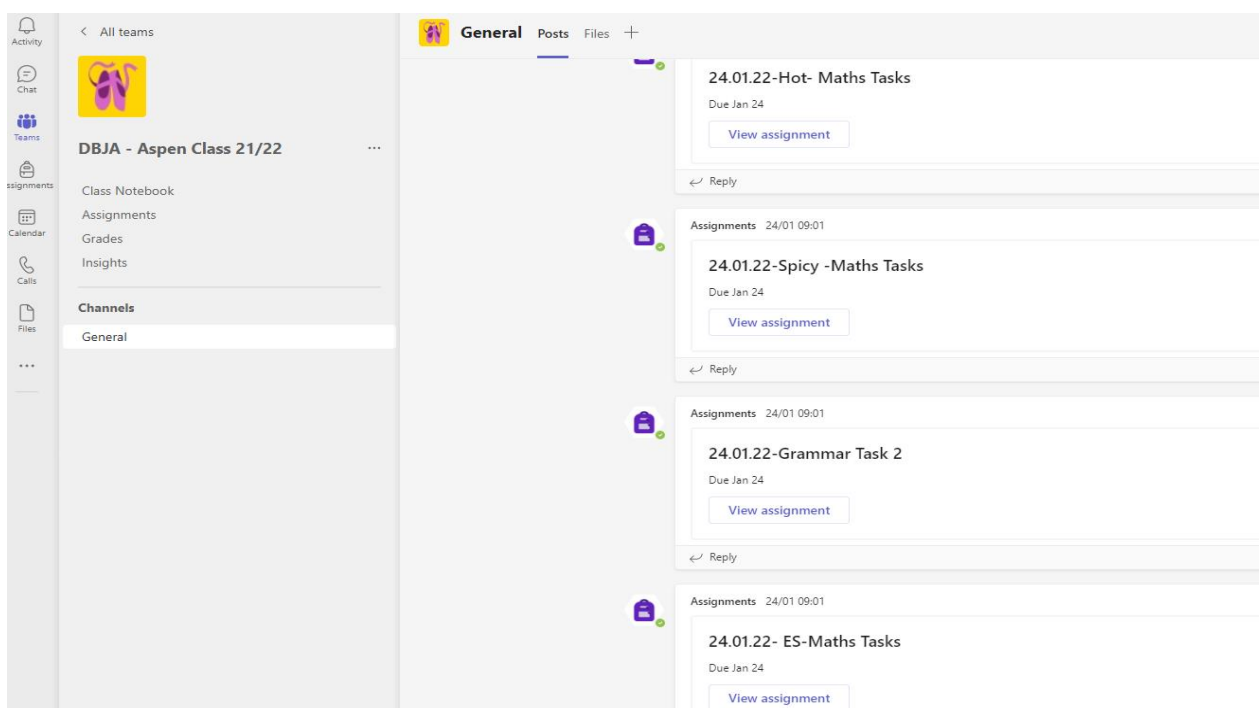 Activity
Chat
Teams
ssignments
Calendar
Calls
Files
All teams
DBJA - Aspen Class 21/22
Class Notebook
Assignments
Grades
Insights
Channels
General
General Posts Files
24.01.22-Hot- Maths Tasks
Due Jan 24
View assignment
Reply
Assignments 24/01 09:01
24.01.22-Spicy -Maths Tasks
Due Jan 24
View assignment
Reply
Assignments 24/01 09:01
24.01.22-Grammar Task 2
Due Jan 24
View assignment
Reply
Assignments 24/01 09:01
24.01.22- ES-Maths Tasks
Due Jan 24
View assignment